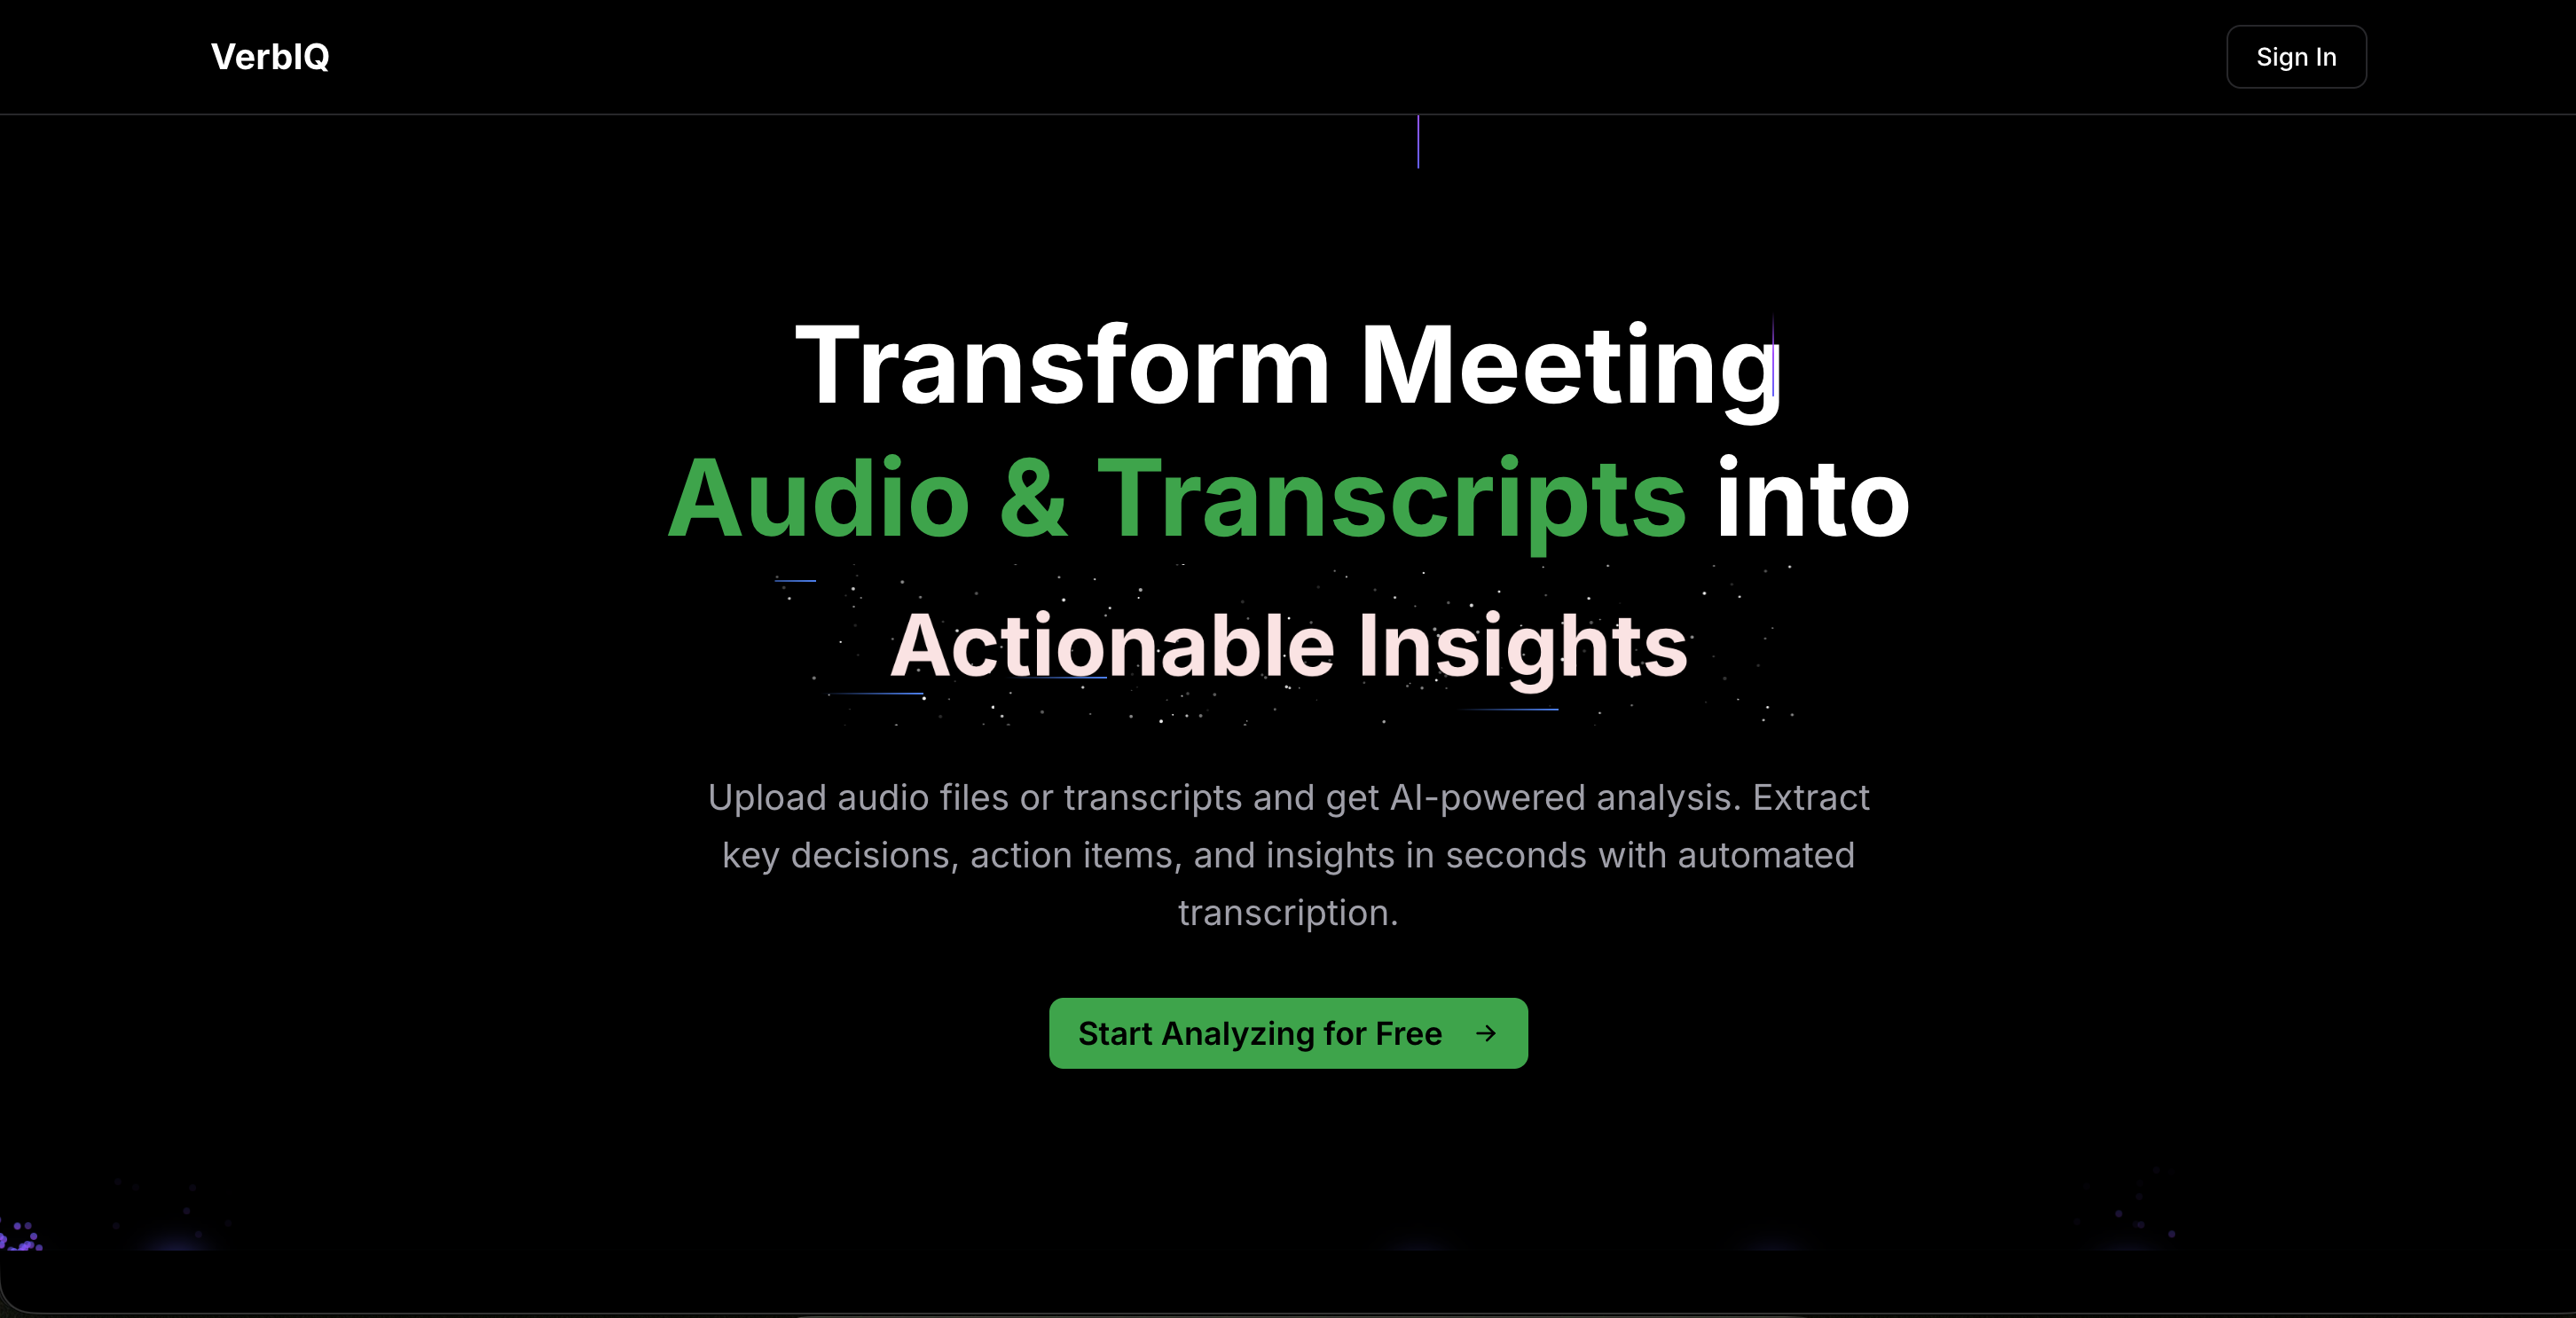 VerbIQ
Sign In
Transform Meeting
Audio & Transcripts into
Actionable Insights
Upload audio files or transcripts and get AI-powered analysis. Extract
key decisions, action items, and insights in seconds with automated
transcription.
Start Analyzing for Free →